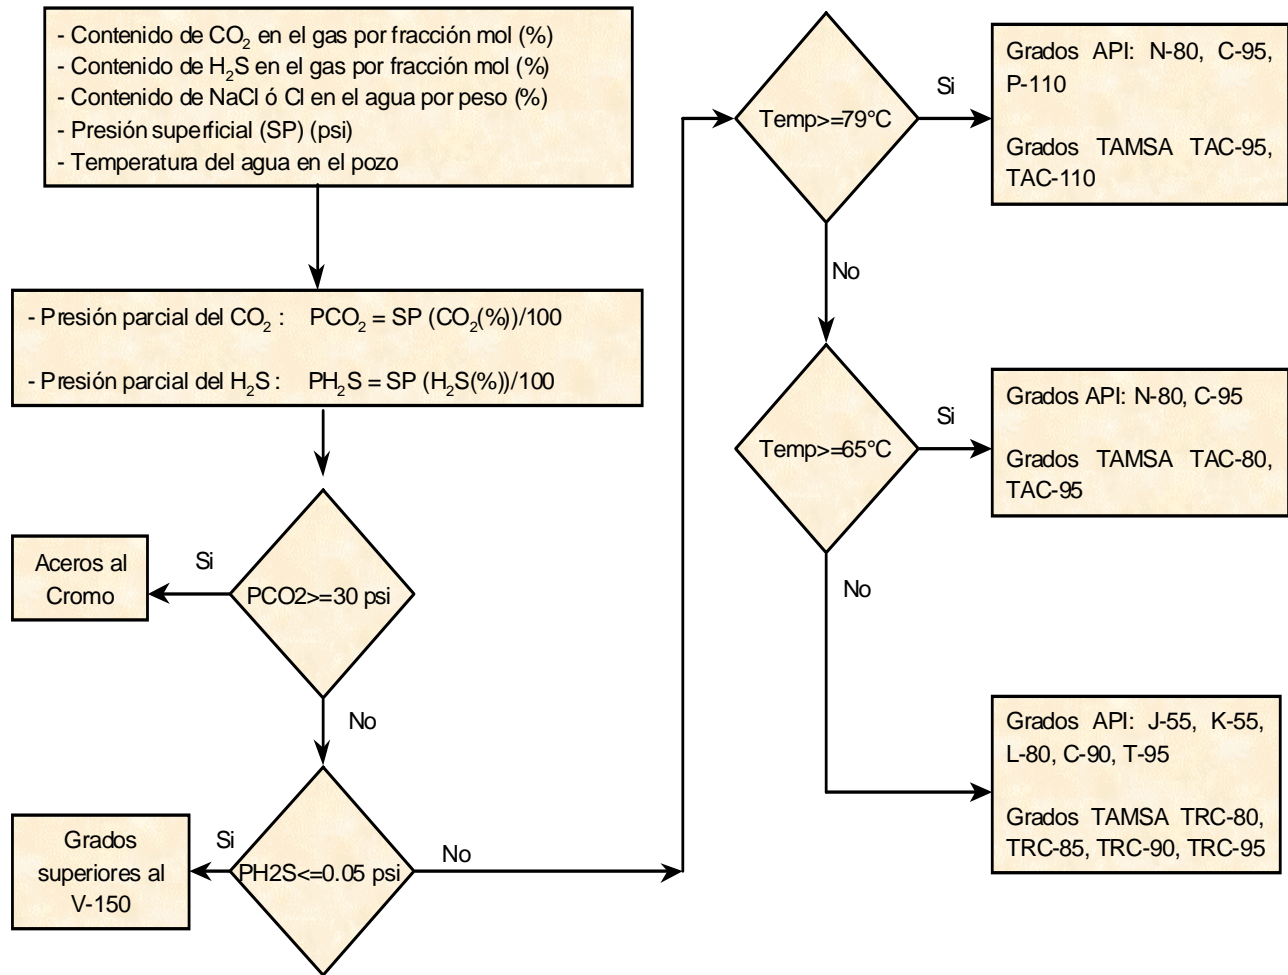 - Contenido de CO2 en el gas por fracción mol (%)
- Contenido de H2S en el gas por fracción mol (%)
- Contenido de NaCl ó Cl en el agua por peso (%)
- Presión superficial (SP) (psi)
- Temperatura del agua en el pozo
- Presión parcial del CO2 : PCO2 = SP (CO2(%))/100
- Presión parcial del H2S : PH2S = SP (H2S(%))/100
Aceros al
Cromo
Si
PCO2>=30 psi
No
Grados
superiores al
V-150
Si
PH2S<=0.05 psi
No
Temp>=79°C
Si
Grados API: N-80, C-95,
P-110
Grados TAMSA TAC-95,
TAC-110
No
Temp>=65°C
Si
Grados API: N-80, C-95
Grados TAMSA TAC-80,
TAC-95
No
Grados API: J-55, K-55,
L-80, C-90, T-95
Grados TAMSA TRC-80,
TRC-85, TRC-90, TRC-95